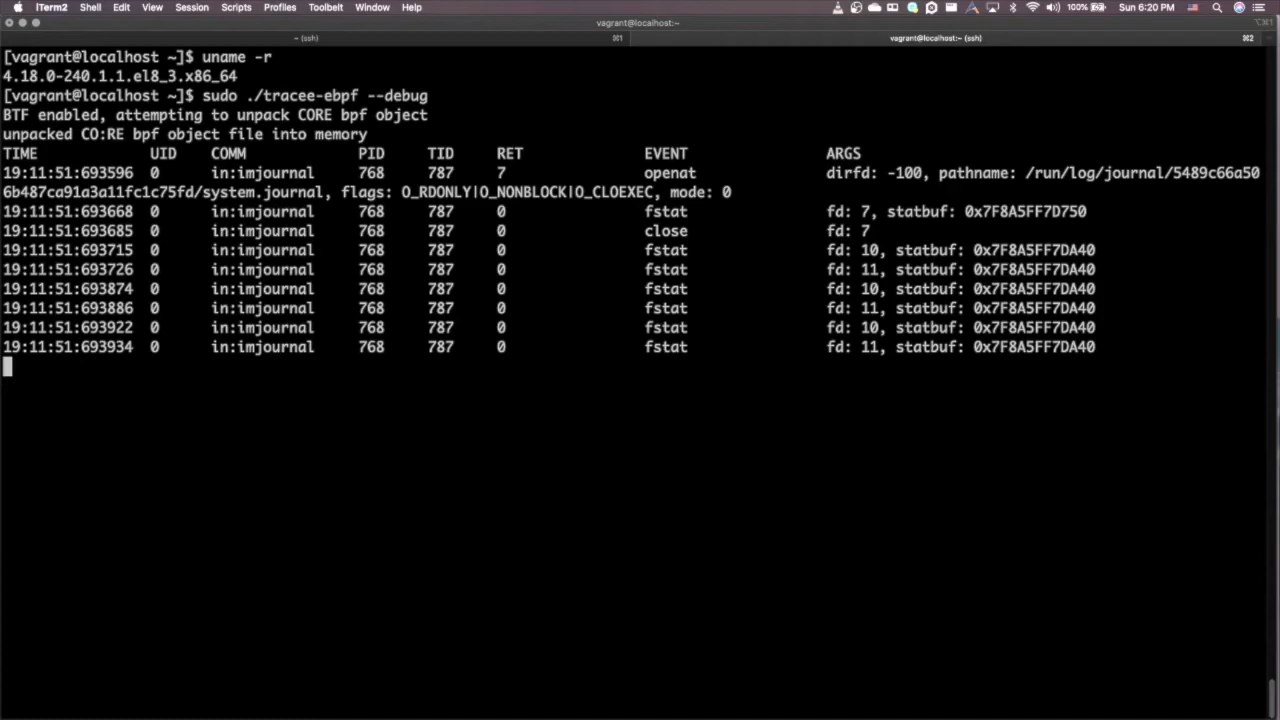 iTerm2 Shell Edit View Session Scripts Profiles Toolbelt Window Help 100% Sun 6:20 PM
vagrant@localhost:~
~ (ssh) ⌘1 vagrant@localhost:~ (ssh) ⌘2
[vagrant@localhost ~]$ uname -r
4.18.0-240.1.1.el8_3.x86_64
[vagrant@localhost ~]$ sudo ./tracee-ebpf --debug
BTF enabled, attempting to unpack CORE bpf object
unpacked CO:RE bpf object file into memory
TIME UID COMM PID TID RET EVENT ARGS
19:11:51:693596 0 in:imjournal 768 787 7 openat dirfd: -100, pathname: /run/log/journal/5489c66a50
6b487ca91a3a11fc1c75fd/system.journal, flags: O_RDONLY|O_NONBLOCK|O_CLOEXEC, mode: 0
19:11:51:693668 0 in:imjournal 768 787 0 fstat fd: 7, statbuf: 0x7F8A5FF7D750
19:11:51:693685 0 in:imjournal 768 787 0 close fd: 7
19:11:51:693715 0 in:imjournal 768 787 0 fstat fd: 10, statbuf: 0x7F8A5FF7DA40
19:11:51:693726 0 in:imjournal 768 787 0 fstat fd: 11, statbuf: 0x7F8A5FF7DA40
19:11:51:693874 0 in:imjournal 768 787 0 fstat fd: 10, statbuf: 0x7F8A5FF7DA40
19:11:51:693886 0 in:imjournal 768 787 0 fstat fd: 11, statbuf: 0x7F8A5FF7DA40
19:11:51:693922 0 in:imjournal 768 787 0 fstat fd: 10, statbuf: 0x7F8A5FF7DA40
19:11:51:693934 0 in:imjournal 768 787 0 fstat fd: 11, statbuf: 0x7F8A5FF7DA40